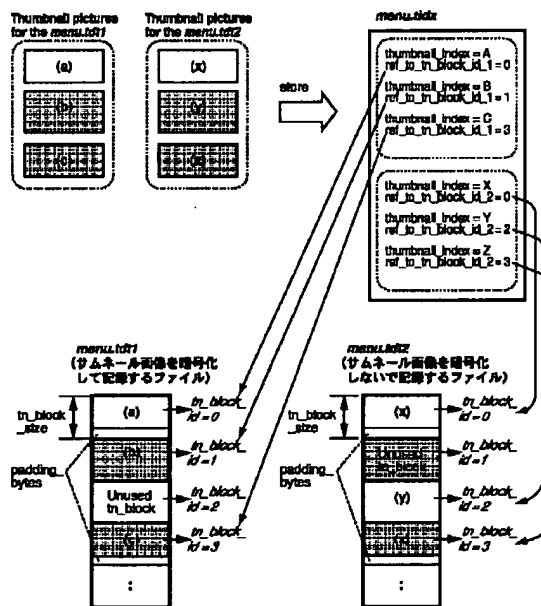 Thumbnail pictures
for the menu.tdt1
Thumbnail pictures
for the menu.tdt2
menu.tidx
(a)
(x)
(b)
(y)
store
thumbnail_index = A
ref_to_tn_block_id_1 = 0
thumbnail_index = B
ref_to_tn_block_id_1 = 1
thumbnail_index = C
ref_to_tn_block_id_1 = 3
thumbnail_index = X
ref_to_tn_block_id_2 = 0
thumbnail_index = Y
ref_to_tn_block_id_2 = 2
thumbnail_index = Z
ref_to_tn_block_id_2 = 3
menu.tdt1
(サムネール画像を暗号化
して記録するファイル)
tn_block
_size
(a)
tn_block_
id = 0
(b)
tn_block_
id = 1
padding_
bytes
Unused
tn_block
tn_block_
id = 2
tn_block_
id = 3
:
menu.tdt2
(サムネール画像を暗号化
しないで記録するファイル)
tn_block
_size
(x)
tn_block_
id = 0
Unused
tn_block
tn_block_
id = 1
padding_
bytes
(y)
tn_block_
id = 2
tn_block_
id = 3
: